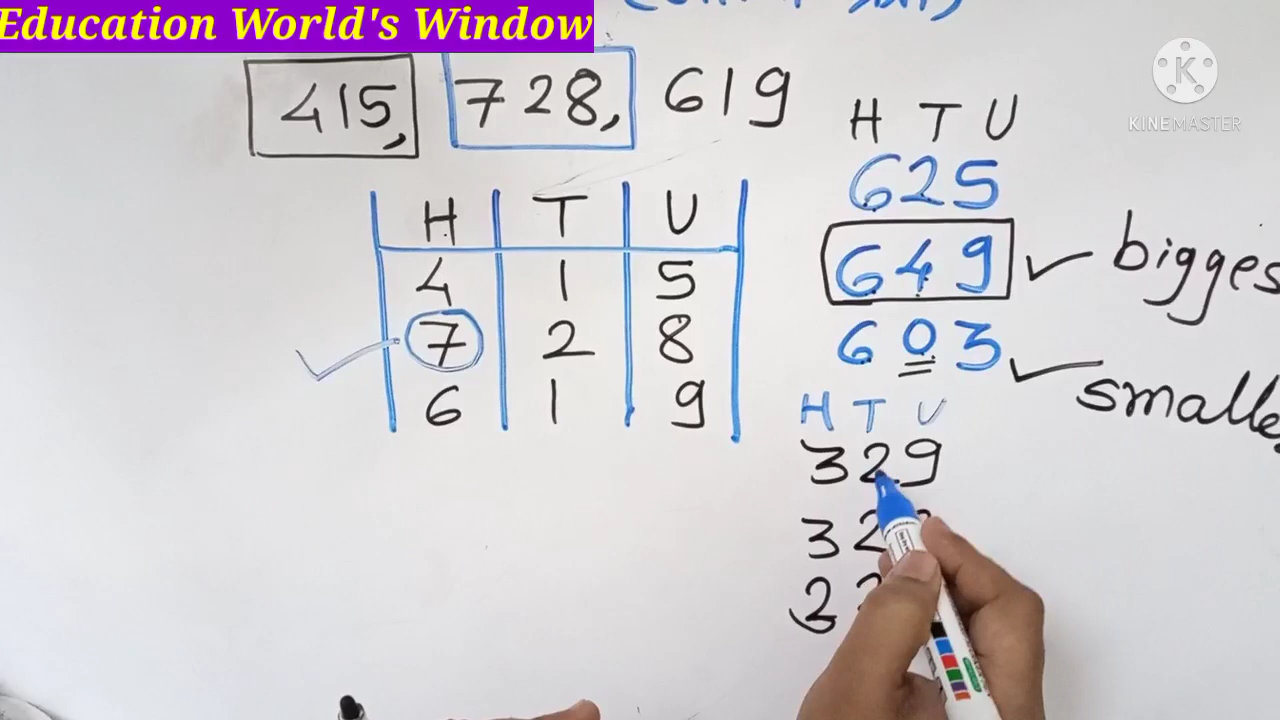 Education World's Window
415, 728, 619
H T U
4 1 5
7 2 8
6 1 9
H T U
625
649 bigges
603 smalle
H T U
329
32
KINEMASTER